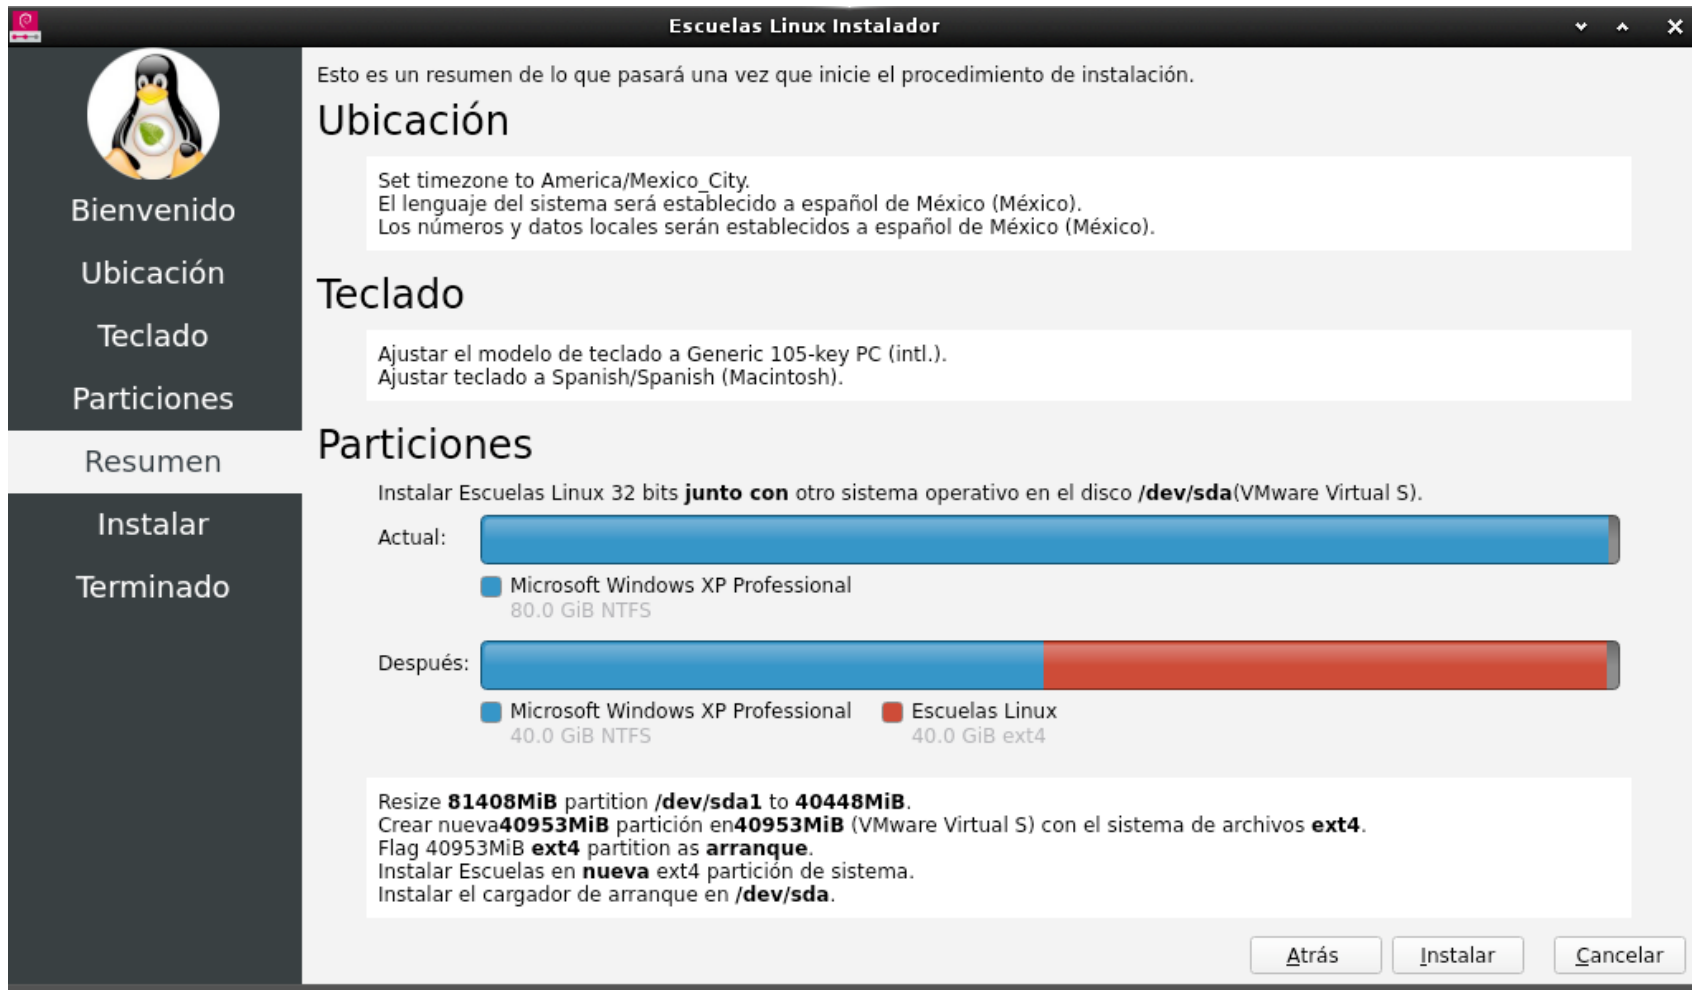 Escuelas Linux Instalador
Bienvenido
Ubicación
Teclado
Particiones
Resumen
Instalar
Terminado
Esto es un resumen de lo que pasará una vez que inicie el procedimiento de instalación.
Ubicación
Set timezone to America/Mexico_City.
El lenguaje del sistema será establecido a español de México (México).
Los números y datos locales serán establecidos a español de México (México).
Teclado
Ajustar el modelo de teclado a Generic 105-key PC (intl.).
Ajustar teclado a Spanish/Spanish (Macintosh).
Particiones
Instalar Escuelas Linux 32 bits junto con otro sistema operativo en el disco /dev/sda(VMware Virtual S).
Actual:
Microsoft Windows XP Professional
80.0 GiB NTFS
Después:
Microsoft Windows XP Professional Escuelas Linux
40.0 GiB NTFS 40.0 GiB ext4
Resize 81408MiB partition /dev/sda1 to 40448MiB.
Crear nueva40953MiB partición en40953MiB (VMware Virtual S) con el sistema de archivos ext4.
Flag 40953MiB ext4 partition as arranque.
Instalar Escuelas en nueva ext4 partición de sistema.
Instalar el cargador de arranque en /dev/sda.
Atrás Instalar Cancelar